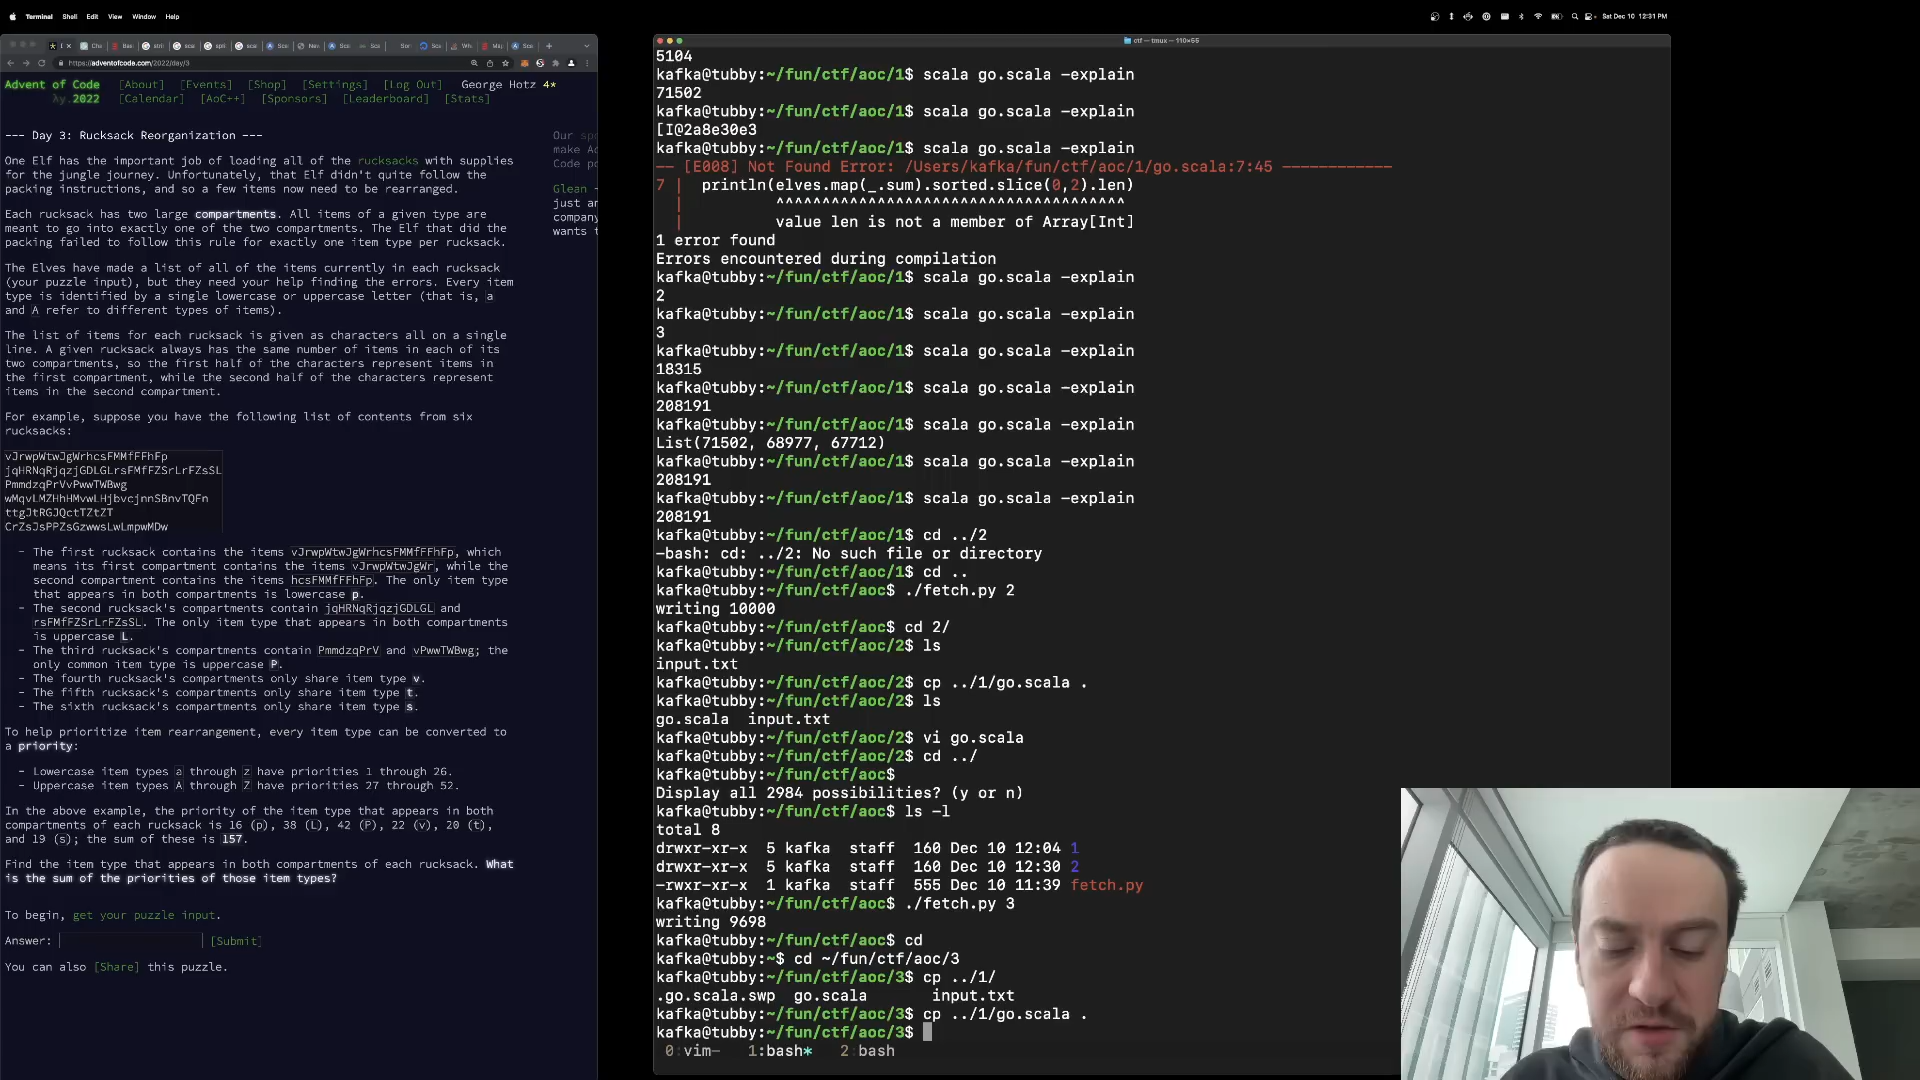 Terminal Shell Edit View Window Help
Sat Dec 10 12:31 PM
https://adventofcode.com/2022/day/3
Advent of Code [About] [Events] [Shop] [Settings] [Log Out] George Hotz 4*
λy.2022 [Calendar] [AoC++] [Sponsors] [Leaderboard] [Stats]
--- Day 3: Rucksack Reorganization ---
One Elf has the important job of loading all of the rucksacks with supplies
for the jungle journey. Unfortunately, that Elf didn't quite follow the
packing instructions, and so a few items now need to be rearranged.
Each rucksack has two large compartments. All items of a given type are
meant to go into exactly one of the two compartments. The Elf that did the
packing failed to follow this rule for exactly one item type per rucksack.
The Elves have made a list of all of the items currently in each rucksack
(your puzzle input), but they need your help finding the errors. Every item
type is identified by a single lowercase or uppercase letter (that is, a
and A refer to different types of items).
The list of items for each rucksack is given as characters all on a single
line. A given rucksack always has the same number of items in each of its
two compartments, so the first half of the characters represent items in
the first compartment, while the second half of the characters represent
items in the second compartment.
For example, suppose you have the following list of contents from six
rucksacks:
vJrwpWtwJgWrhcsFMMfFFhFp
jqHRNqRjqzjGDLGLrsFMfFZSrLrFZsSL
PmmdzqPrVvPwwTWBwg
wMqvLMZHhHMvwLHjbvcjnnSBnvTQFn
ttgJtRGJQctTZtZT
CrZsJsPPZsGzwwsLwLmpwMDw
- The first rucksack contains the items vJrwpWtwJgWrhcsFMMfFFhFp, which
means its first compartment contains the items vJrwpWtwJgWr, while the
second compartment contains the items hcsFMMfFFhFp. The only item type
that appears in both compartments is lowercase p.
- The second rucksack's compartments contain jqHRNqRjqzjGDLGL and
rsFMfFZSrLrFZsSL. The only item type that appears in both compartments
is uppercase L.
- The third rucksack's compartments contain PmmdzqPrV and vPwwTWBwg; the
only common item type is uppercase P.
- The fourth rucksack's compartments only share item type v.
- The fifth rucksack's compartments only share item type t.
- The sixth rucksack's compartments only share item type s.
To help prioritize item rearrangement, every item type can be converted to
a priority:
- Lowercase item types a through z have priorities 1 through 26.
- Uppercase item types A through Z have priorities 27 through 52.
In the above example, the priority of the item type that appears in both
compartments of each rucksack is 16 (p), 38 (L), 42 (P), 22 (v), 20 (t),
and 19 (s); the sum of these is 157.
Find the item type that appears in both compartments of each rucksack. What
is the sum of the priorities of those item types?
To begin, get your puzzle input.
Answer: [Submit]
You can also [Share] this puzzle.
Our
make Ad
Code po
Glean -
just an
company
wants t
ctf — tmux — 110×55
5104
kafka@tubby:~/fun/ctf/aoc/1$ scala go.scala -explain
71502
kafka@tubby:~/fun/ctf/aoc/1$ scala go.scala -explain
[I@2a8e30e3
kafka@tubby:~/fun/ctf/aoc/1$ scala go.scala -explain
-- [E008] Not Found Error: /Users/kafka/fun/ctf/aoc/1/go.scala:7:45 ------------
7 | println(elves.map(_.sum).sorted.slice(0,2).len)
| ^^^^^^^^^^^^^^^^^^^^^^^^^^^^^^^^^^^^^^
| value len is not a member of Array[Int]
1 error found
Errors encountered during compilation
kafka@tubby:~/fun/ctf/aoc/1$ scala go.scala -explain
2
kafka@tubby:~/fun/ctf/aoc/1$ scala go.scala -explain
3
kafka@tubby:~/fun/ctf/aoc/1$ scala go.scala -explain
18315
kafka@tubby:~/fun/ctf/aoc/1$ scala go.scala -explain
208191
kafka@tubby:~/fun/ctf/aoc/1$ scala go.scala -explain
List(71502, 68977, 67712)
kafka@tubby:~/fun/ctf/aoc/1$ scala go.scala -explain
208191
kafka@tubby:~/fun/ctf/aoc/1$ scala go.scala -explain
208191
kafka@tubby:~/fun/ctf/aoc/1$ cd ../2
-bash: cd: ../2: No such file or directory
kafka@tubby:~/fun/ctf/aoc/1$ cd ..
kafka@tubby:~/fun/ctf/aoc$ ./fetch.py 2
writing 10000
kafka@tubby:~/fun/ctf/aoc$ cd 2/
kafka@tubby:~/fun/ctf/aoc/2$ ls
input.txt
kafka@tubby:~/fun/ctf/aoc/2$ cp ../1/go.scala .
kafka@tubby:~/fun/ctf/aoc/2$ ls
go.scala input.txt
kafka@tubby:~/fun/ctf/aoc/2$ vi go.scala
kafka@tubby:~/fun/ctf/aoc/2$ cd ../
kafka@tubby:~/fun/ctf/aoc$
Display all 2984 possibilities? (y or n)
kafka@tubby:~/fun/ctf/aoc$ ls -l
total 8
drwxr-xr-x 5 kafka staff 160 Dec 10 12:04 1
drwxr-xr-x 5 kafka staff 160 Dec 10 12:30 2
-rwxr-xr-x 1 kafka staff 555 Dec 10 11:39 fetch.py
kafka@tubby:~/fun/ctf/aoc$ ./fetch.py 3
writing 9698
kafka@tubby:~/fun/ctf/aoc$ cd
kafka@tubby:~$ cd ~/fun/ctf/aoc/3
kafka@tubby:~/fun/ctf/aoc/3$ cp ../1/
.go.scala.swp go.scala input.txt
kafka@tubby:~/fun/ctf/aoc/3$ cp ../1/go.scala .
kafka@tubby:~/fun/ctf/aoc/3$
0:vim- 1:bash* 2:bash